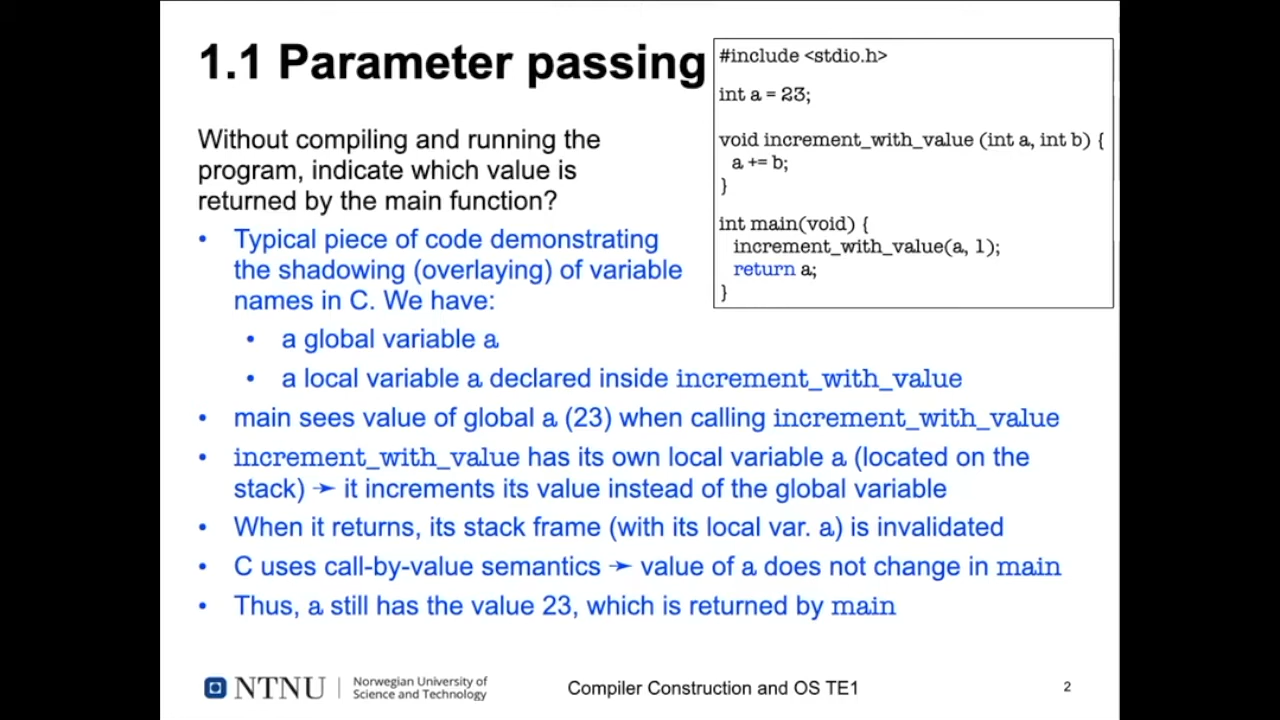 1.1 Parameter passing
#include <stdio.h>
int a = 23;
void increment_with_value (int a, int b) {
a += b;
}
int main(void) {
increment_with_value(a, 1);
return a;
}
Without compiling and running the
program, indicate which value is
returned by the main function?
• Typical piece of code demonstrating
the shadowing (overlaying) of variable
names in C. We have:
• a global variable a
• a local variable a declared inside increment_with_value
• main sees value of global a (23) when calling increment_with_value
• increment_with_value has its own local variable a (located on the
stack) ➛ it increments its value instead of the global variable
• When it returns, its stack frame (with its local var. a) is invalidated
• C uses call-by-value semantics ➛ value of a does not change in main
• Thus, a still has the value 23, which is returned by main
NTNU
Norwegian University of
Science and Technology
Compiler Construction and OS TE1
2